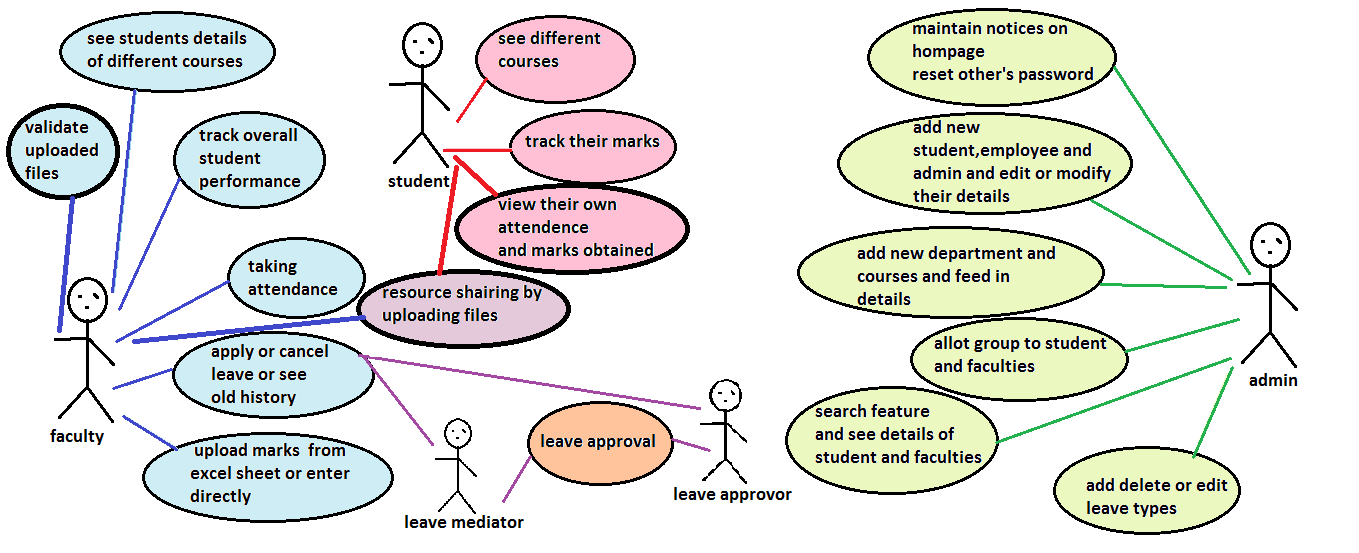 see students details
of different courses
validate
uploaded
files
track overall
student
performance
taking
attendance
resource shairing by
uploading files
apply or cancel
leave or see
old history
upload marks from
excel sheet or enter
directly
faculty
see different
courses
track their marks
view their own
attendence
and marks obtained
student
leave approval
leave mediator
leave approvor
maintain notices on
hompage
reset other's password
add new
student,employee and
admin and edit or modify
their details
add new department and
courses and feed in
details
allot group to student
and faculties
search feature
and see details of
student and faculties
add delete or edit
leave types
admin